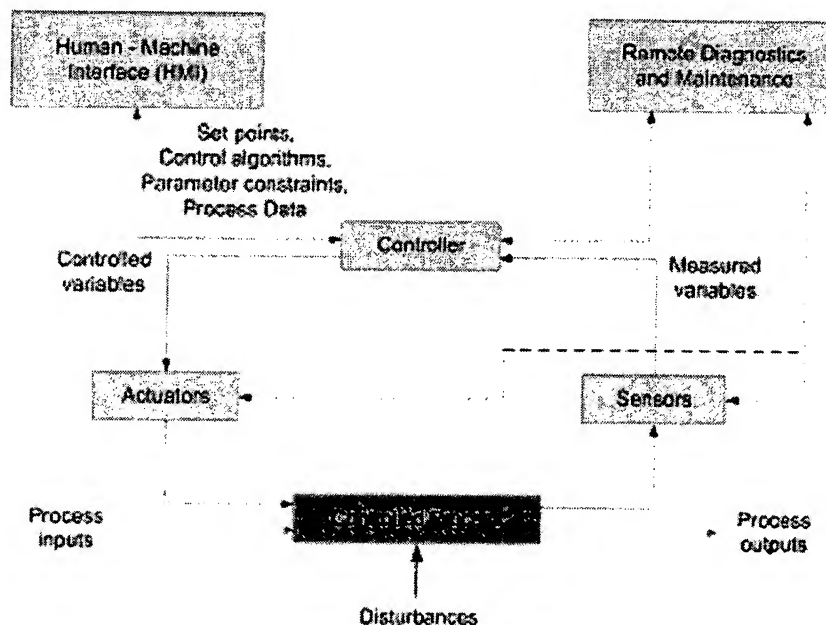 Human - Machine
Interface (HMI)
Remote Diagnostics
and Maintenance
Set points,
Control algorithms,
Parameter constraints,
Process Data
Controller
Controlled
variables
Measured
variables
Actuators
Sensors
Process
inputs
Process
outputs
Disturbances